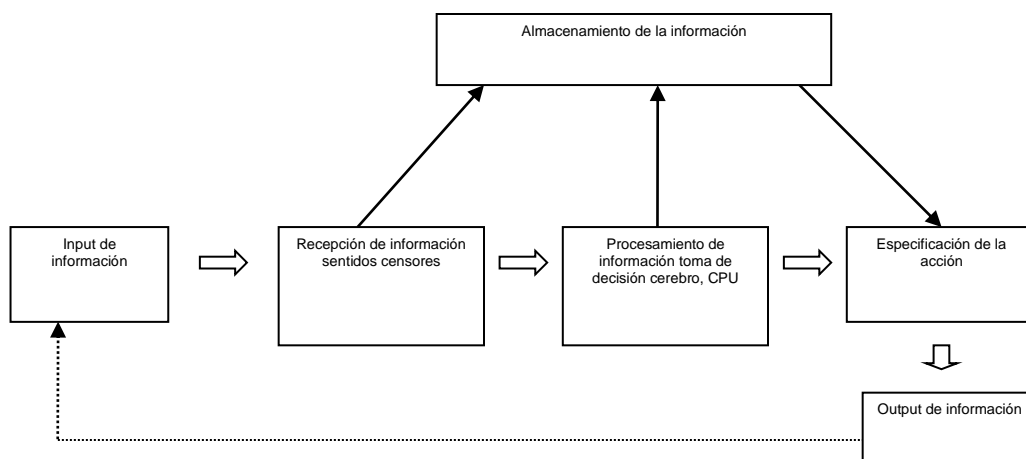 Almacenamiento de la información
Input de
información
Recepción de información
sentidos censores
Procesamiento de
información toma de
decisión cerebro, CPU
Especificación de la
acción
Output de información